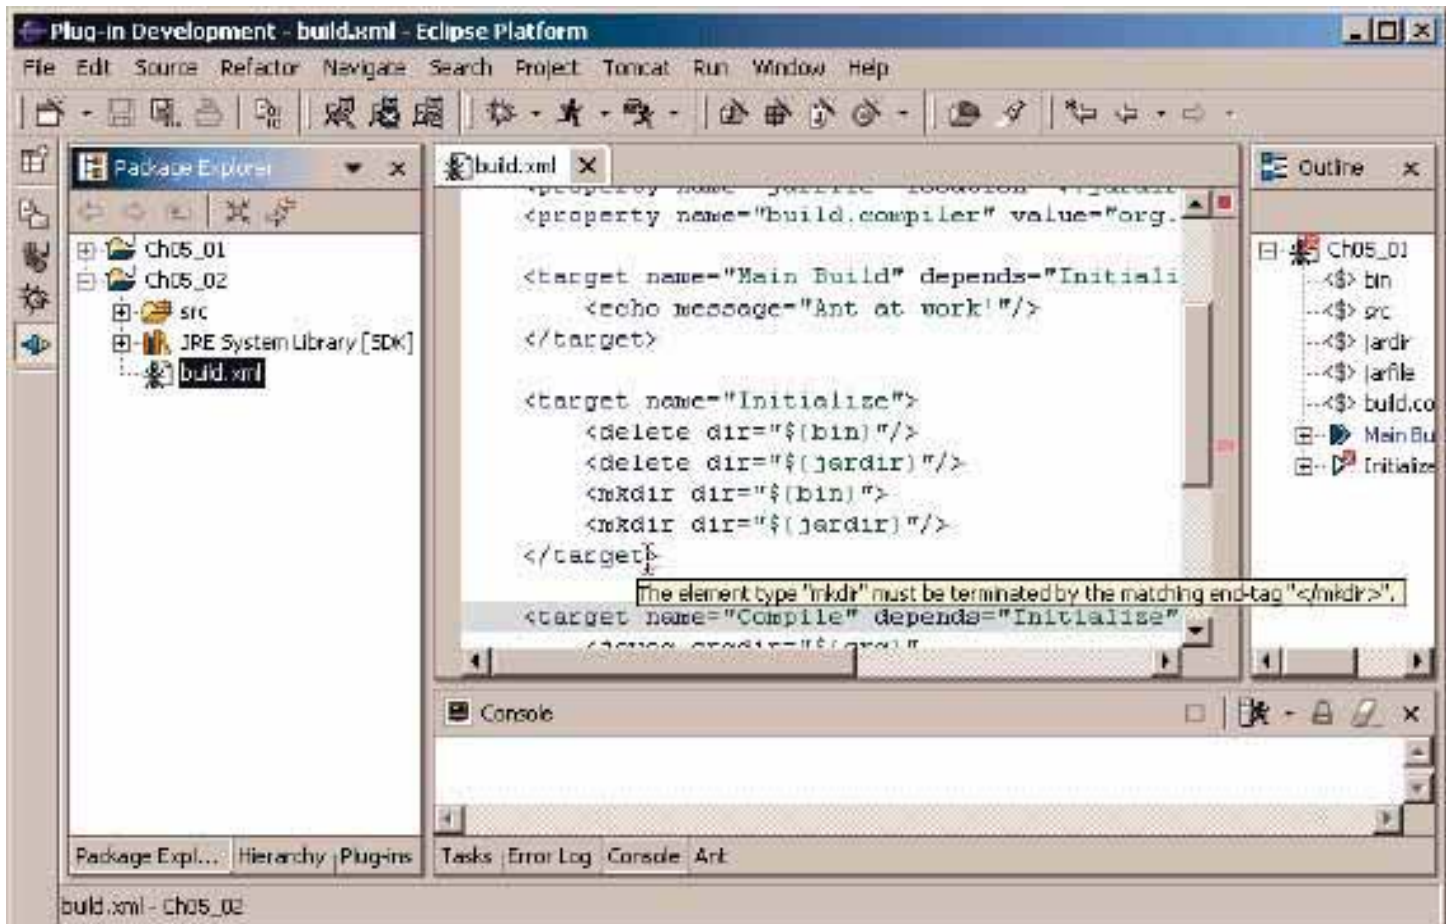 Plug-in Development - build.xml - Eclipse Platform
File Edit Source Refactor Navigate Search Project Tomcat Run Window Help
Package Explorer
Ch05_01
Ch05_02
src
JRE System Library [SDK]
build.xml
build.xml
<property name="jarfile" location="${jardir
<property name="build.compiler" value="org.
<target name="Main Build" depends="Initiali
<echo message="Ant at work!"/>
</target>
<target name="Initialize">
<delete dir="${bin}"/>
<delete dir="${jardir}"/>
<mkdir dir="${bin}">
<mkdir dir="${jardir}"/>
</target>
The element type "mkdir" must be terminated by the matching end-tag "</mkdir>".
<target name="Compile" depends="Initialize"
Outline
Ch05_01
<$> bin
<$> src
<$> jardir
<$> jarfile
<$> build.co
Main Bu
Initialize
Console
Package Expl... Hierarchy Plug-ins
Tasks Error Log Console Ant
build.xml - Ch05_02